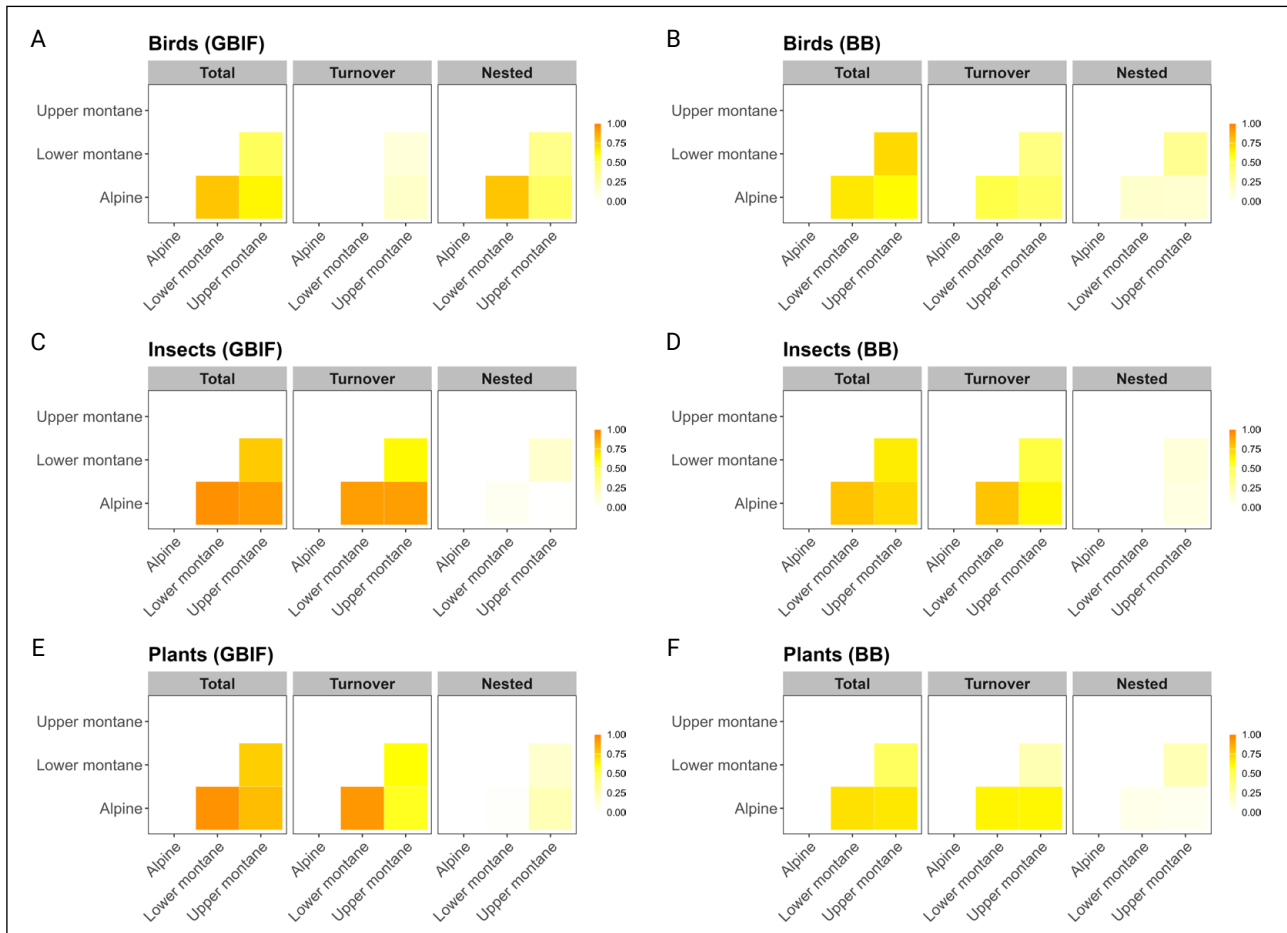 A
Birds (GBIF)
Total Turnover Nested
Upper montane
Lower montane
Alpine
1.00
0.75
0.50
0.25
0.00
Alpine Lower montane Upper montane Alpine Lower montane Upper montane Alpine Lower montane Upper montane
B
Birds (BB)
Total Turnover Nested
Upper montane
Lower montane
Alpine
1.00
0.75
0.50
0.25
0.00
Alpine Lower montane Upper montane Alpine Lower montane Upper montane Alpine Lower montane Upper montane
C
Insects (GBIF)
Total Turnover Nested
Upper montane
Lower montane
Alpine
1.00
0.75
0.50
0.25
0.00
Alpine Lower montane Upper montane Alpine Lower montane Upper montane Alpine Lower montane Upper montane
D
Insects (BB)
Total Turnover Nested
Upper montane
Lower montane
Alpine
1.00
0.75
0.50
0.25
0.00
Alpine Lower montane Upper montane Alpine Lower montane Upper montane Alpine Lower montane Upper montane
E
Plants (GBIF)
Total Turnover Nested
Upper montane
Lower montane
Alpine
1.00
0.75
0.50
0.25
0.00
Alpine Lower montane Upper montane Alpine Lower montane Upper montane Alpine Lower montane Upper montane
F
Plants (BB)
Total Turnover Nested
Upper montane
Lower montane
Alpine
1.00
0.75
0.50
0.25
0.00
Alpine Lower montane Upper montane Alpine Lower montane Upper montane Alpine Lower montane Upper montane